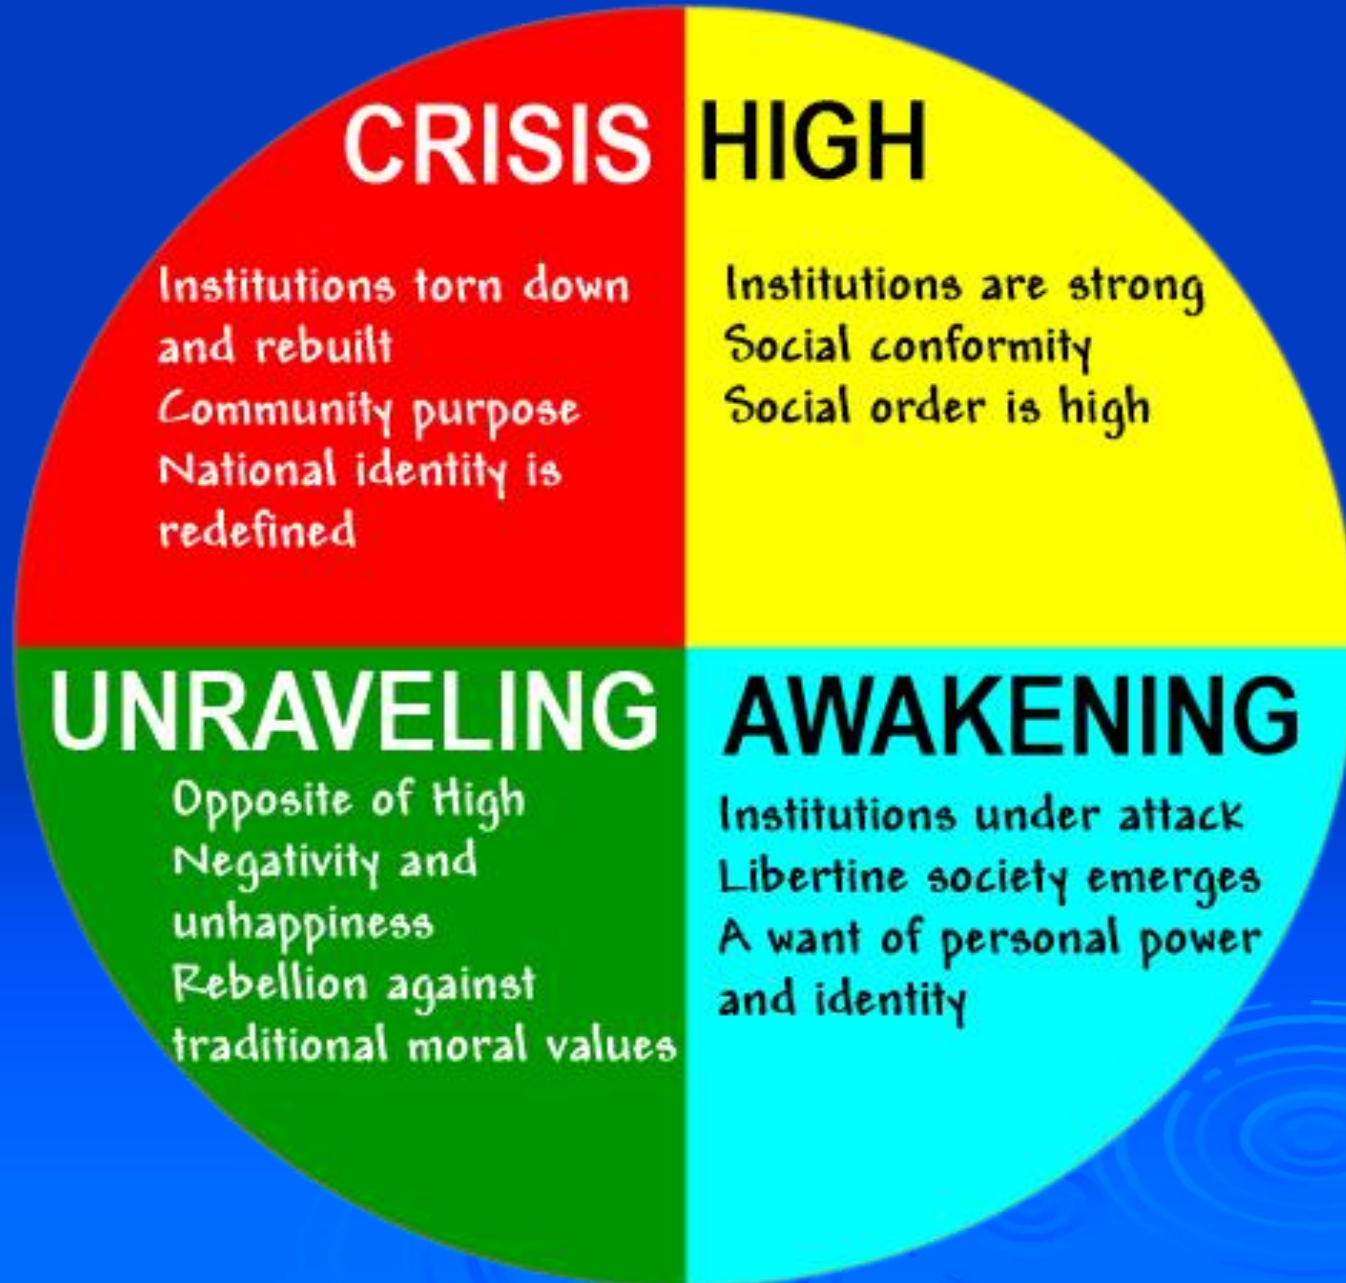 CRISIS
Institutions torn down
and rebuilt
Community purpose
National identity is
redefined
HIGH
Institutions are strong
Social conformity
Social order is high
UNRAVELING
Opposite of High
Negativity and
unhappiness
Rebellion against
traditional moral values
AWAKENING
Institutions under attack
Libertine society emerges
A want of personal power
and identity